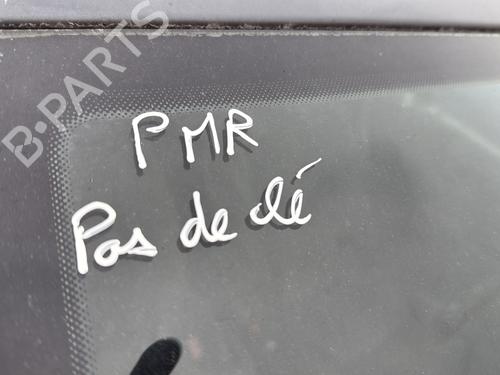 B-PARTS
PMR
Pas de clé